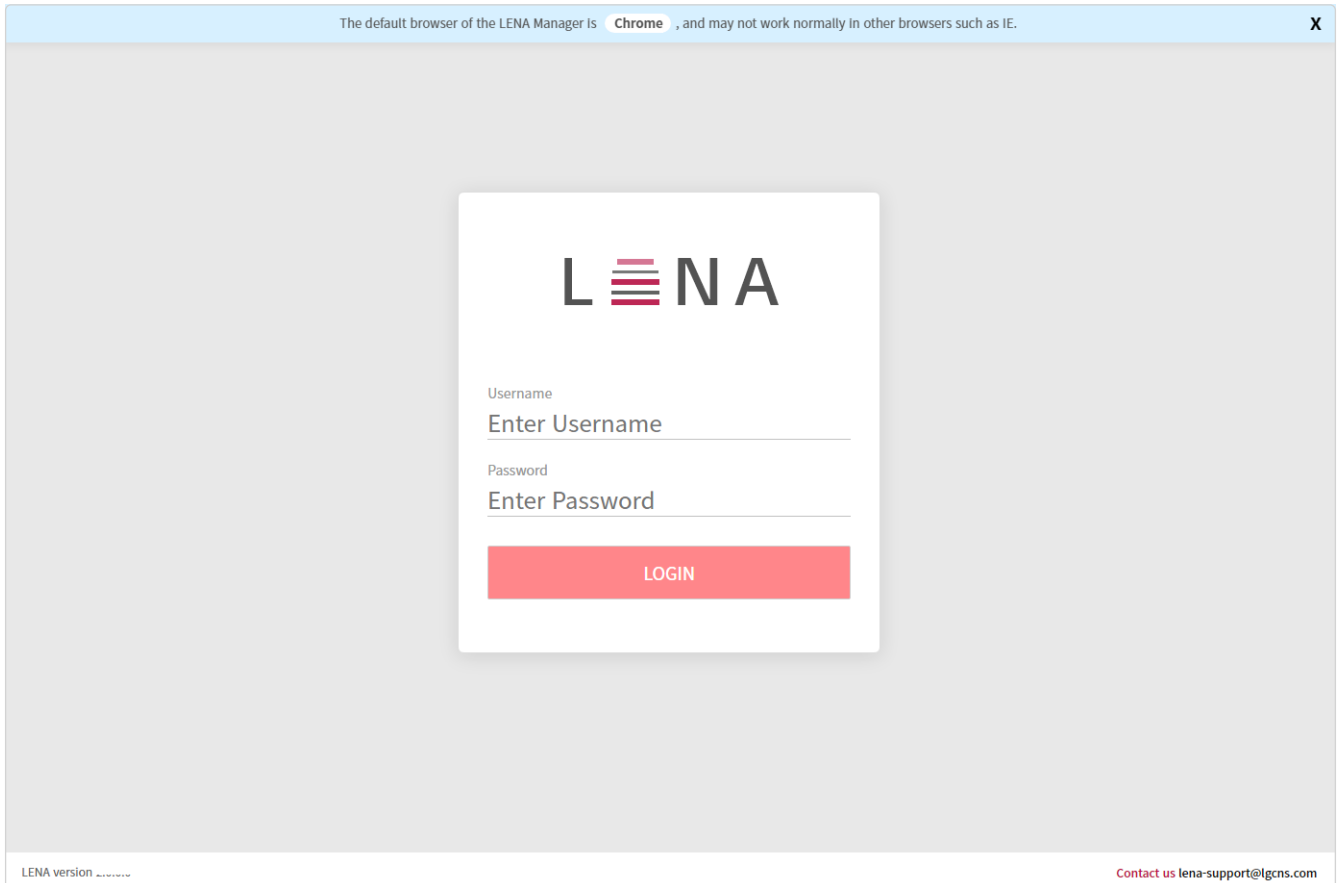 The default browser of the LENA Manager is Chrome , and may not work normally in other browsers such as IE. X
LENA
Username
Enter Username
Password
Enter Password
LOGIN
LENA version
Contact us lena-support@lgcns.com